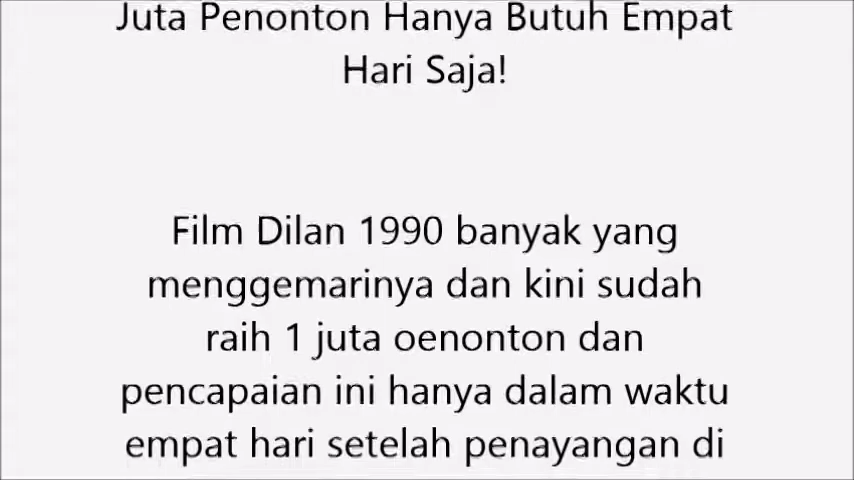 Juta Penonton Hanya Butuh Empat
Hari Saja!
Film Dilan 1990 banyak yang
menggemarinya dan kini sudah
raih 1 juta oenonton dan
pencapaian ini hanya dalam waktu
empat hari setelah penayangan di